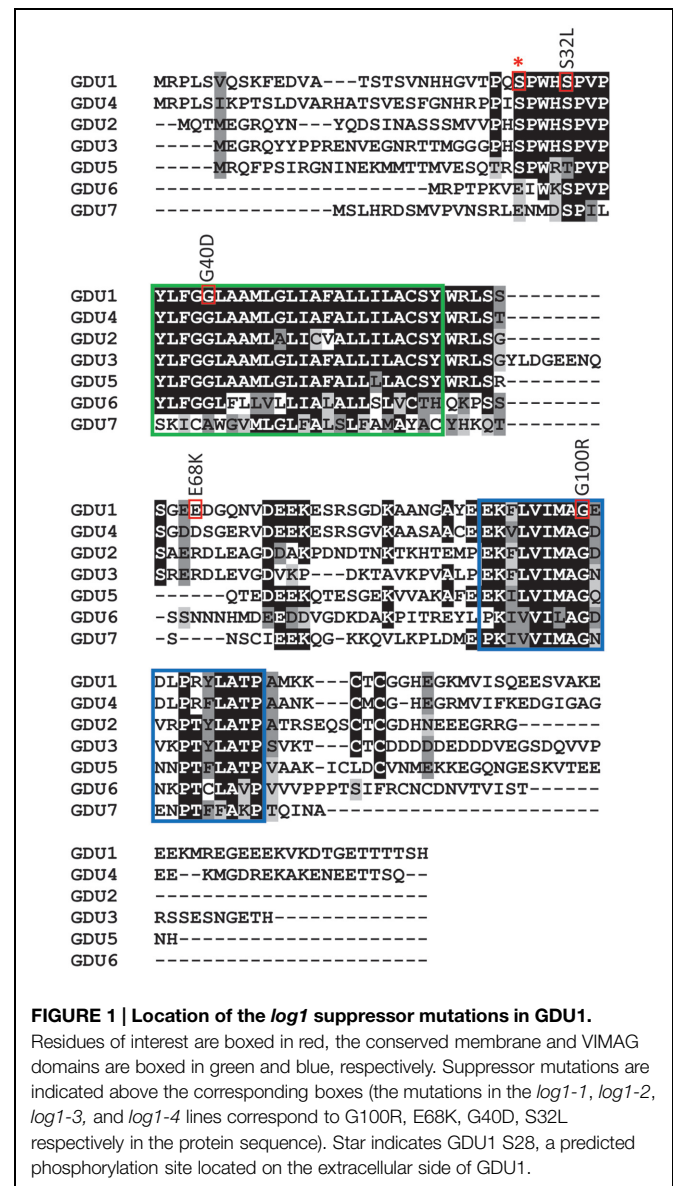 * S32L
GDU1 MRPLSVQSKFEDVA---TSTSVNHHGVTPQSPWHSPVP
GDU4 MRPLSIKPTSLDVARHATSVESFGNHRPPISPWHSPVP
GDU2 --MQTMEGRQYN---YQDSINASSSMVVPHSPWHSPVP
GDU3 -----MEGRQYYPPRENVEGNRTTMGGGPHSPWHSPVP
GDU5 -----MRQFPSIRGNINEKMMTTMVESQTRSPWRTPVP
GDU6 -----------------------MRPTPKVEIWKSPVP
GDU7 ---------------MSLHRDSMVPVNSRLENMDSPIL
G40D
GDU1 YLFGGLAAMLGLIAFALLILACSYWRLSS--------
GDU4 YLFGGLAAMLGLIAFALLILACSYWRLST--------
GDU2 YLFGGLAAMLALICVALLILACSYWRLSG--------
GDU3 YLFGGLAAMLGLIAFALLILACSYWRLSGYLDGEENQ
GDU5 YLFGGLAAMLGLIAFALLLLACSYWRLSR--------
GDU6 YLFGGLFLLVLLIALALLSLVCTHQKPSS--------
GDU7 SKICAWGVMLGLFALSLFAMAYACYHKQT--------
E68K G100R
GDU1 SGEEDGQNVDEEKESRSGDKAANGAYEEKFLVIMAGE
GDU4 SGDDSGERVDEEKESRSGVKAASAACEEKVLVIMAGD
GDU2 SAERDLEAGDDAKPDNDTNKTKHTEMPEKFLVIMAGD
GDU3 SRERDLEVGDVKP---DKTAVKPVALPEKFLVIMAGN
GDU5 ------QTEDEEKQTESGEKVVAKAFEEKILVIMAGQ
GDU6 -SSNNNHMDEEDDVGDKDAKPITREYLPKIVVILAGD
GDU7 -S----NSCIEEKQG-KKQVLKPLDMEPKIVVIMAGN
GDU1 DLPRYLATPAMKK---CTCGGHEGKMVISQEESVAKE
GDU4 DLPRFLATPAANK---CMCG-HEGRMVIFKEDGIGAG
GDU2 VRPTYLATPATRSEQSCTCGDHNEEEGRRG-------
GDU3 VKPTYLATPSVKT---CTCDDDDDEDDDVEGSDQVVP
GDU5 NNPTFLATPVAAK-ICLDCVNMEKKEGQNGESKVTEE
GDU6 NKPTCLAVPVVVPPPTSIFRCNCDNVTVIST------
GDU7 ENPTFFAKPTQINA-----------------------
GDU1 EEKMREGEEEKVKDTGETTTTSH
GDU4 EE--KMGDREKAKENEETTSQ--
GDU2 -----------------------
GDU3 RSSESNGETH-------------
GDU5 NH---------------------
GDU6 -----------------------
FIGURE 1 | Location of the log1 suppressor mutations in GDU1.
Residues of interest are boxed in red, the conserved membrane and VIMAG
domains are boxed in green and blue, respectively. Suppressor mutations are
indicated above the corresponding boxes (the mutations in the log1-1, log1-2,
log1-3, and log1-4 lines correspond to G100R, E68K, G40D, S32L
respectively in the protein sequence). Star indicates GDU1 S28, a predicted
phosphorylation site located on the extracellular side of GDU1.